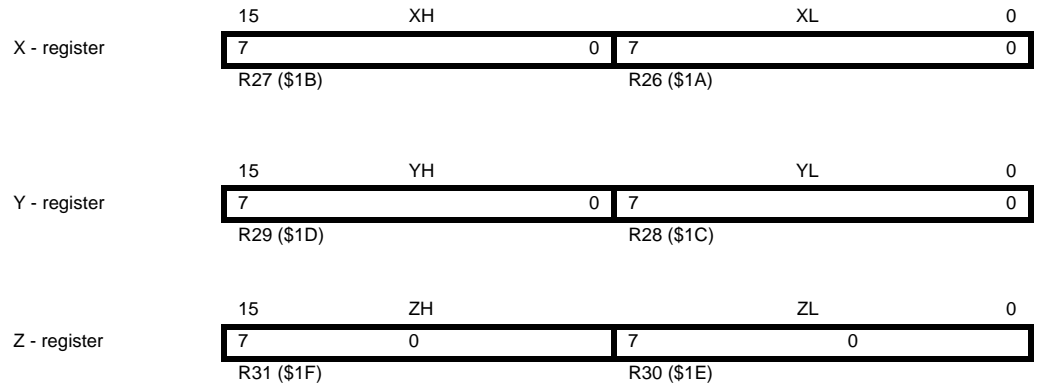 15 XH XL 0
X - register 7 0 7 0
R27 ($1B) R26 ($1A)
15 YH YL 0
Y - register 7 0 7 0
R29 ($1D) R28 ($1C)
15 ZH ZL 0
Z - register 7 0 7 0
R31 ($1F) R30 ($1E)